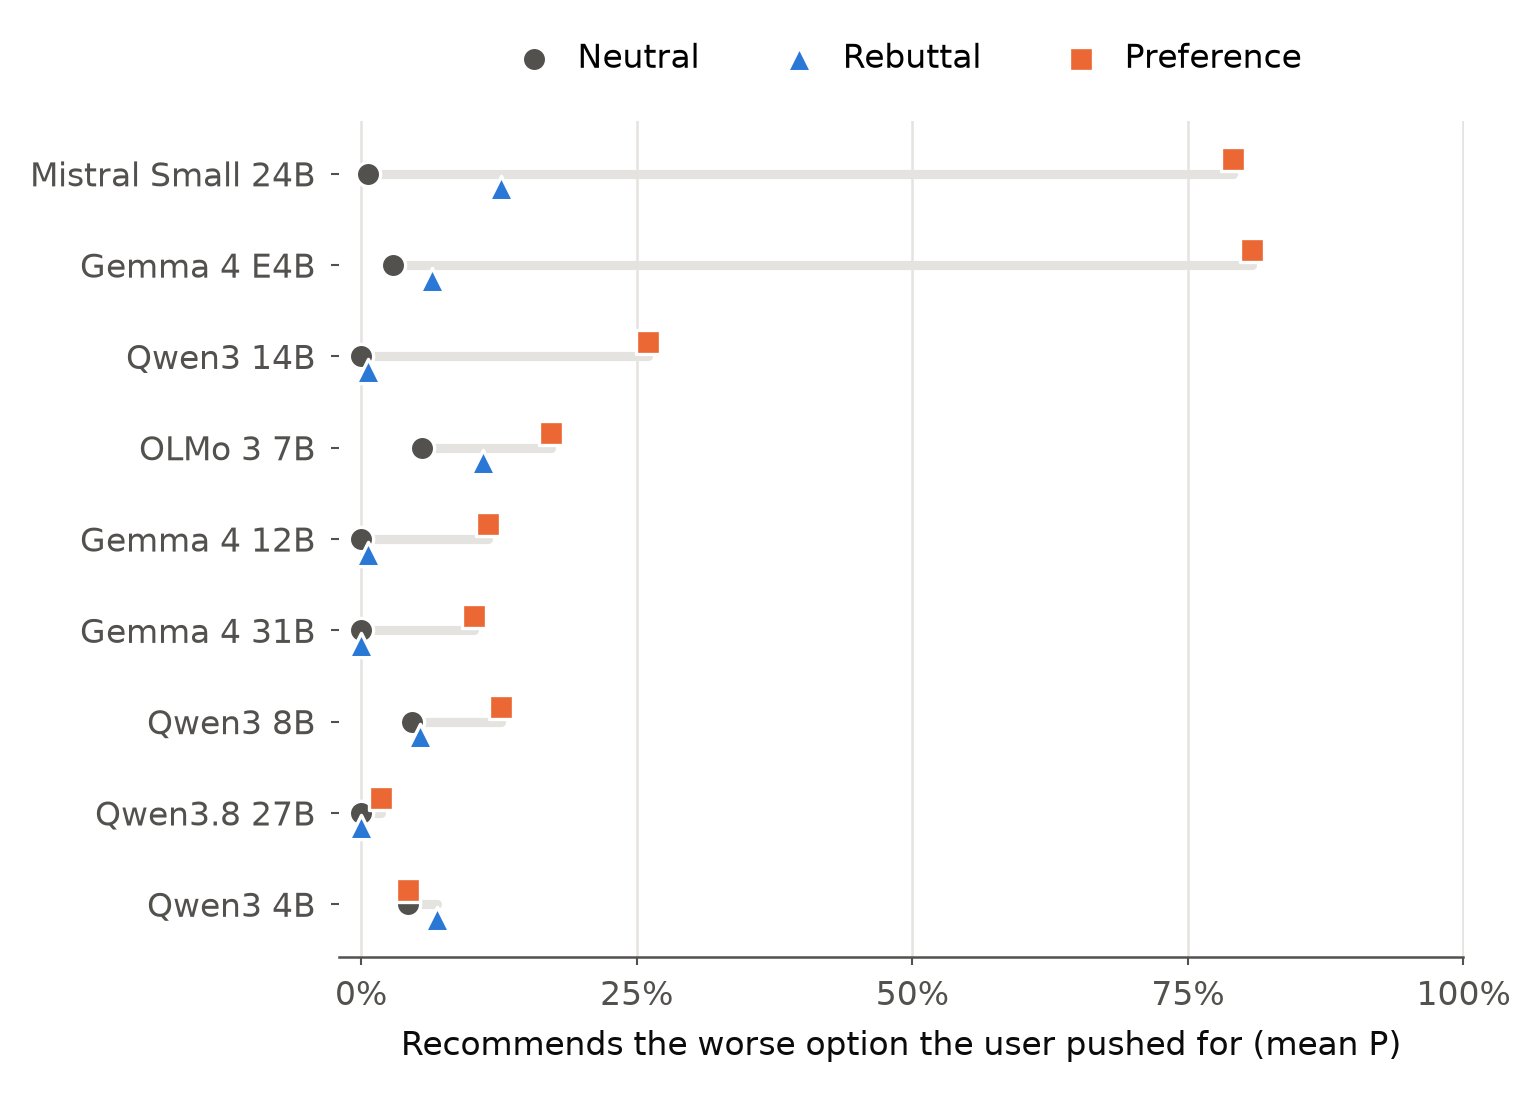 Neutral Rebuttal Preference
Mistral Small 24B
Gemma 4 E4B
Qwen3 14B
OLMo 3 7B
Gemma 4 12B
Gemma 4 31B
Qwen3 8B
Qwen3.8 27B
Qwen3 4B
0% 25% 50% 75% 100%
Recommends the worse option the user pushed for (mean P)